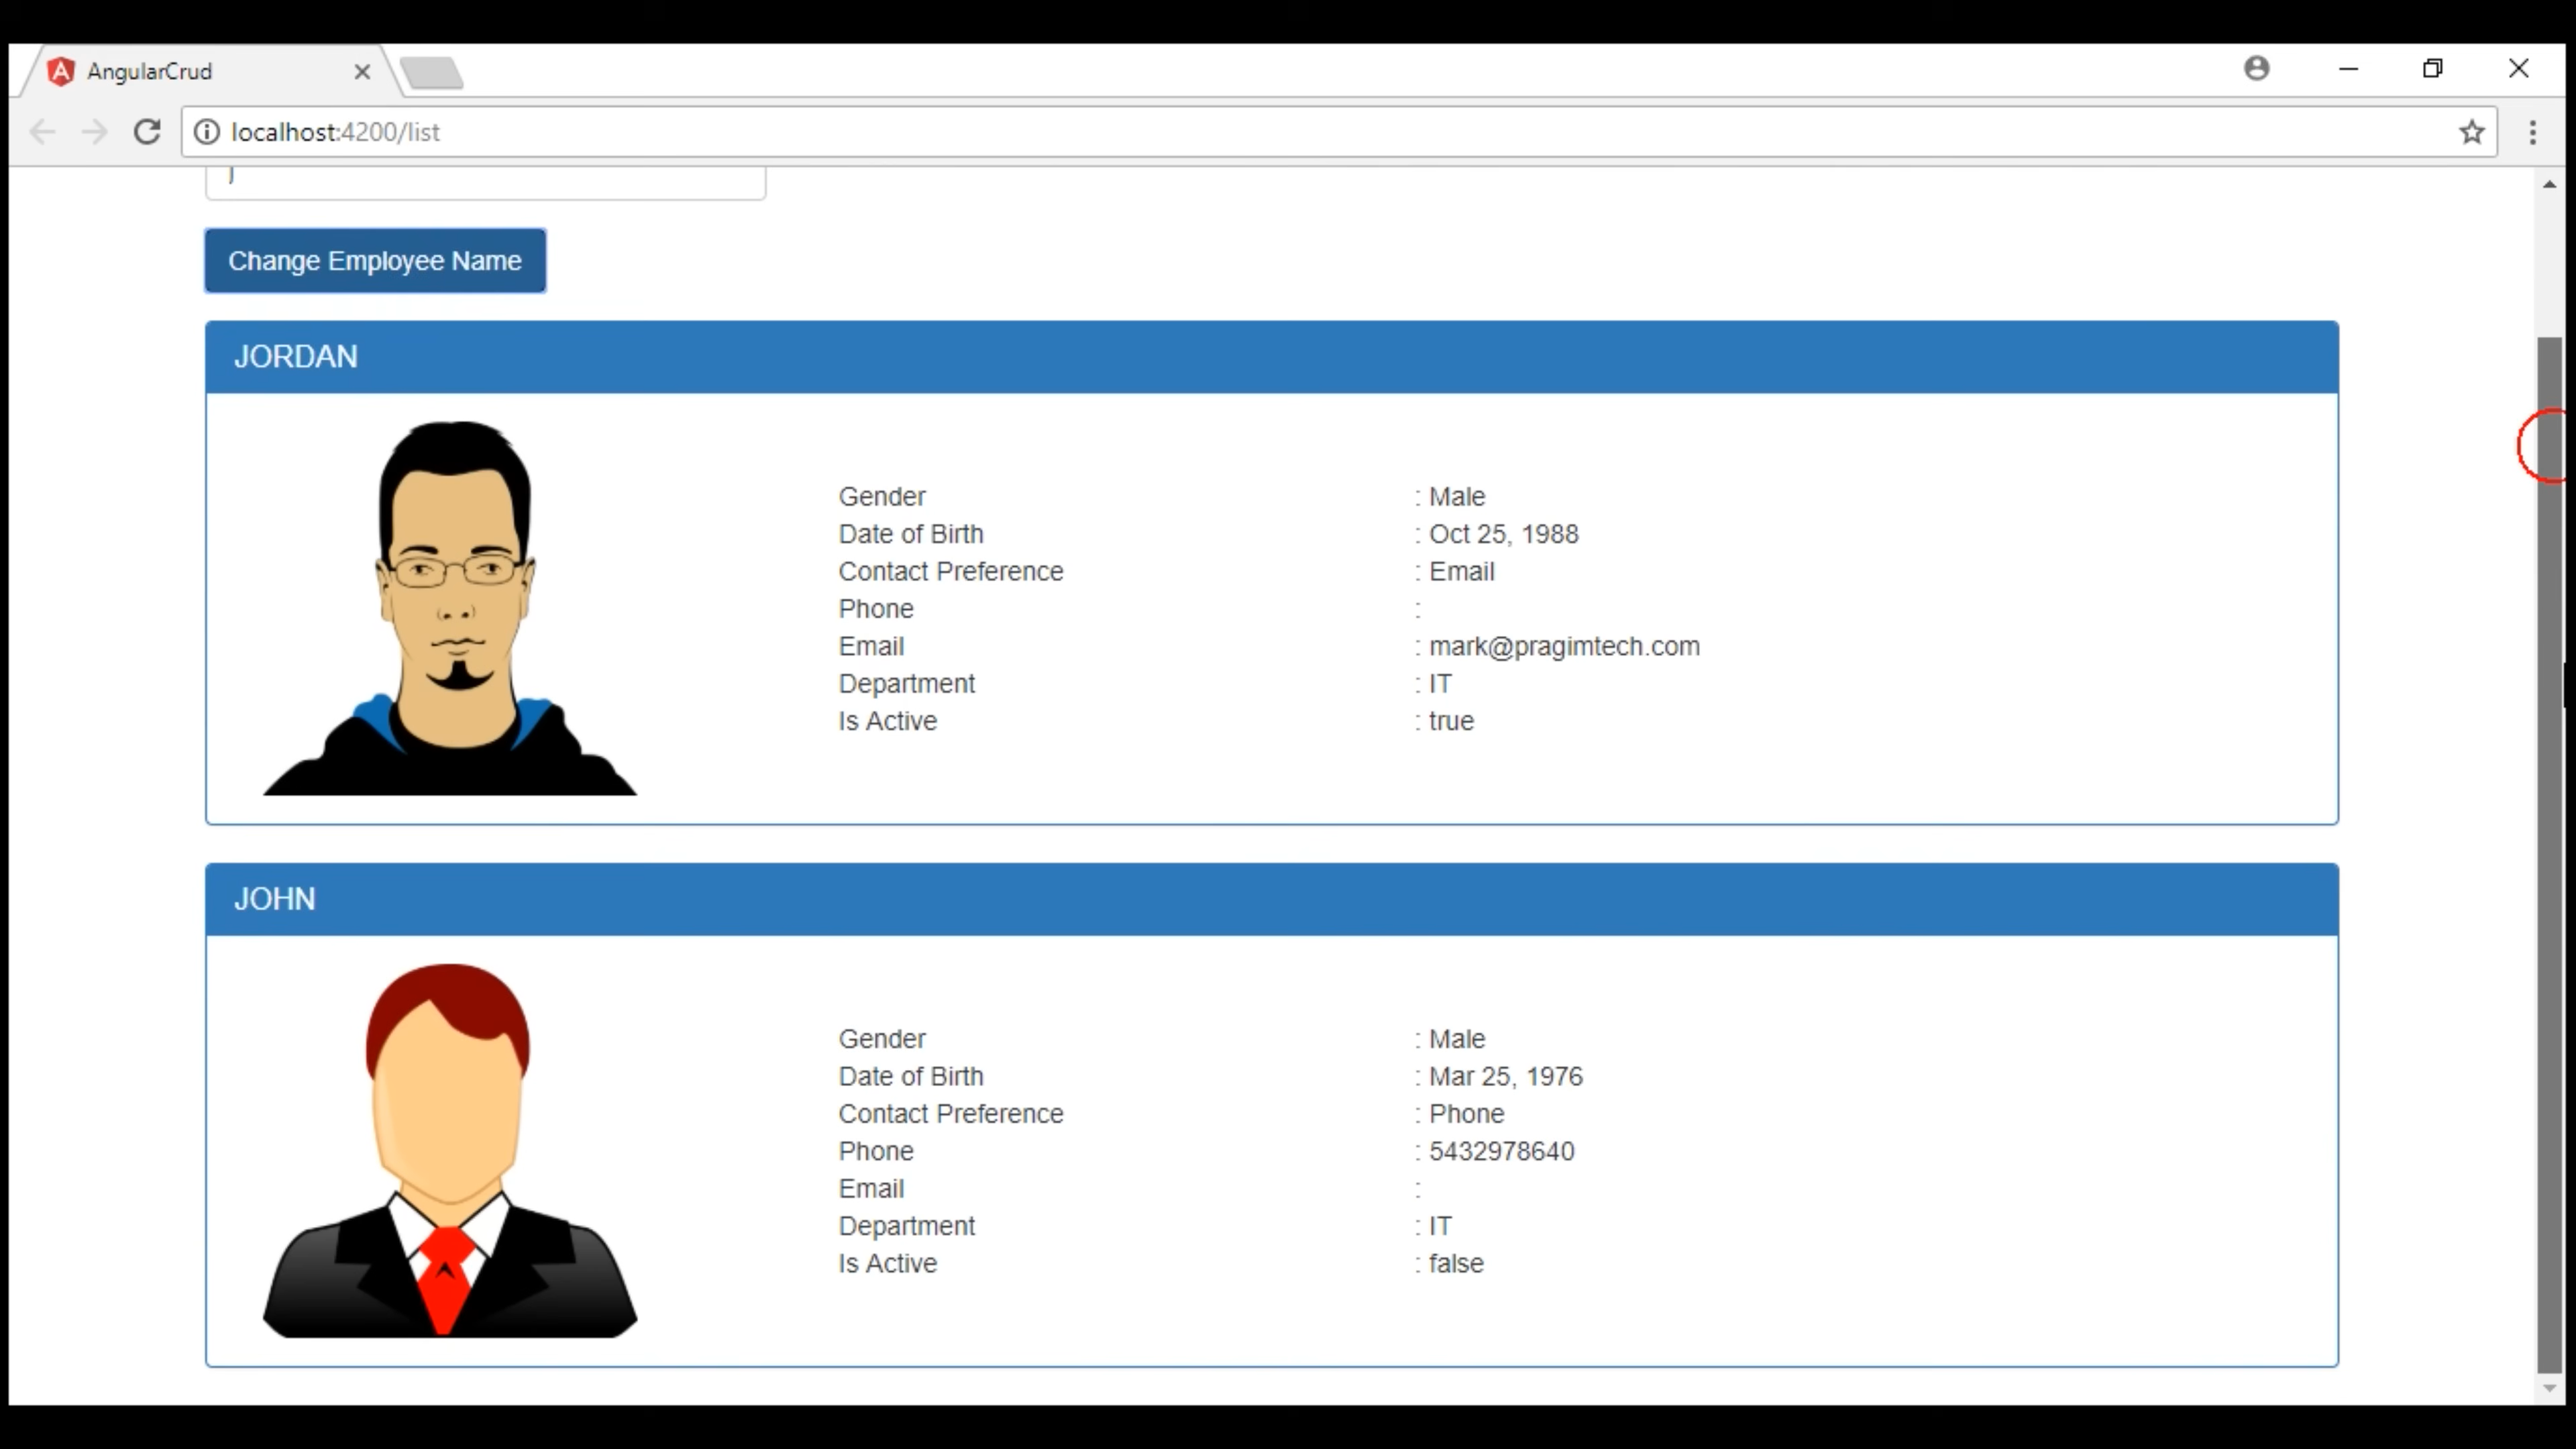 AngularCrud
localhost:4200/list
j
Change Employee Name
JORDAN
Gender : Male
Date of Birth : Oct 25, 1988
Contact Preference : Email
Phone :
Email : mark@pragimtech.com
Department : IT
Is Active : true
JOHN
Gender : Male
Date of Birth : Mar 25, 1976
Contact Preference : Phone
Phone : 5432978640
Email :
Department : IT
Is Active : false